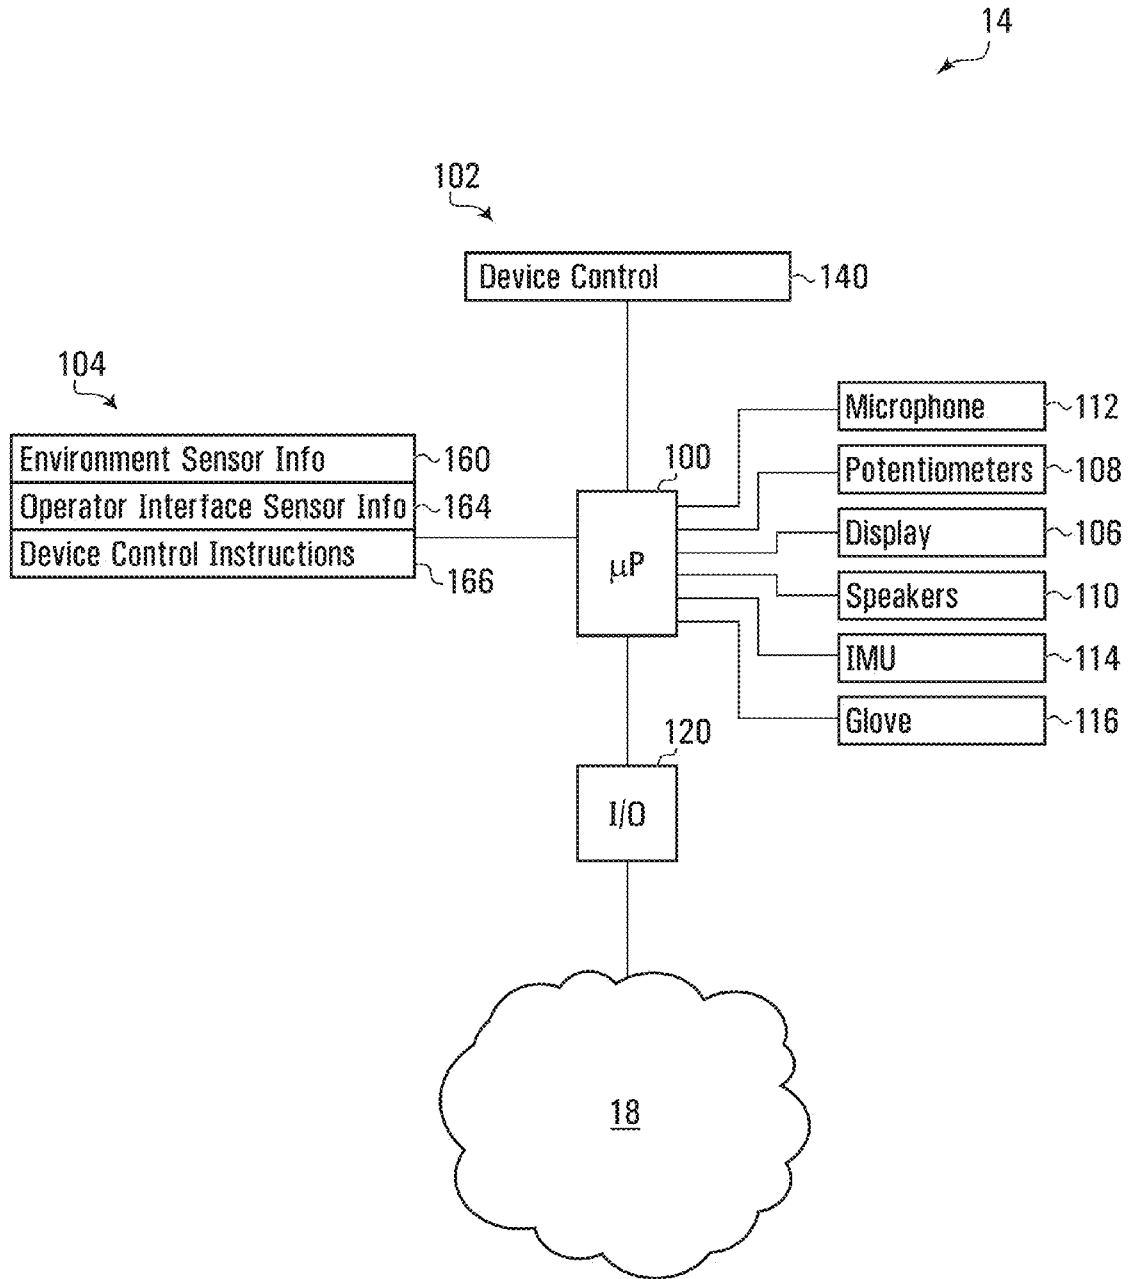 14
102
Device Control 140
104
Environment Sensor Info 160
Operator Interface Sensor Info 164
Device Control Instructions 166
100
μP
Microphone 112
Potentiometers 108
Display 106
Speakers 110
IMU 114
Glove 116
120
I/O
18